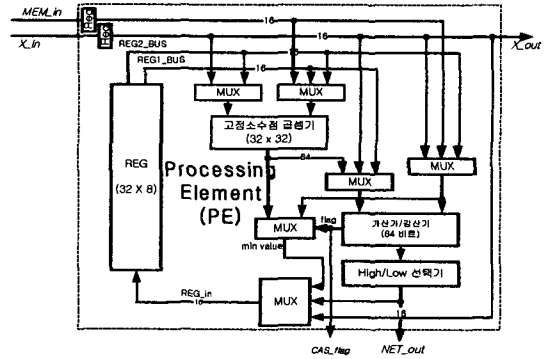 MEM_in
Reg
16
X_in
Reg
16
X_out
REG2_BUS
16
REG1_BUS
16
MUX
MUX
고정소수점 곱셈기
(32 x 32)
REG
(32 X 8)
64
MUX
MUX
Processing
Element
(PE)
MUX
flag
가산기/감산기
(64 비트)
min value
High/Low 선택기
REG_in
16
MUX
16
CAS_flag
NET_out